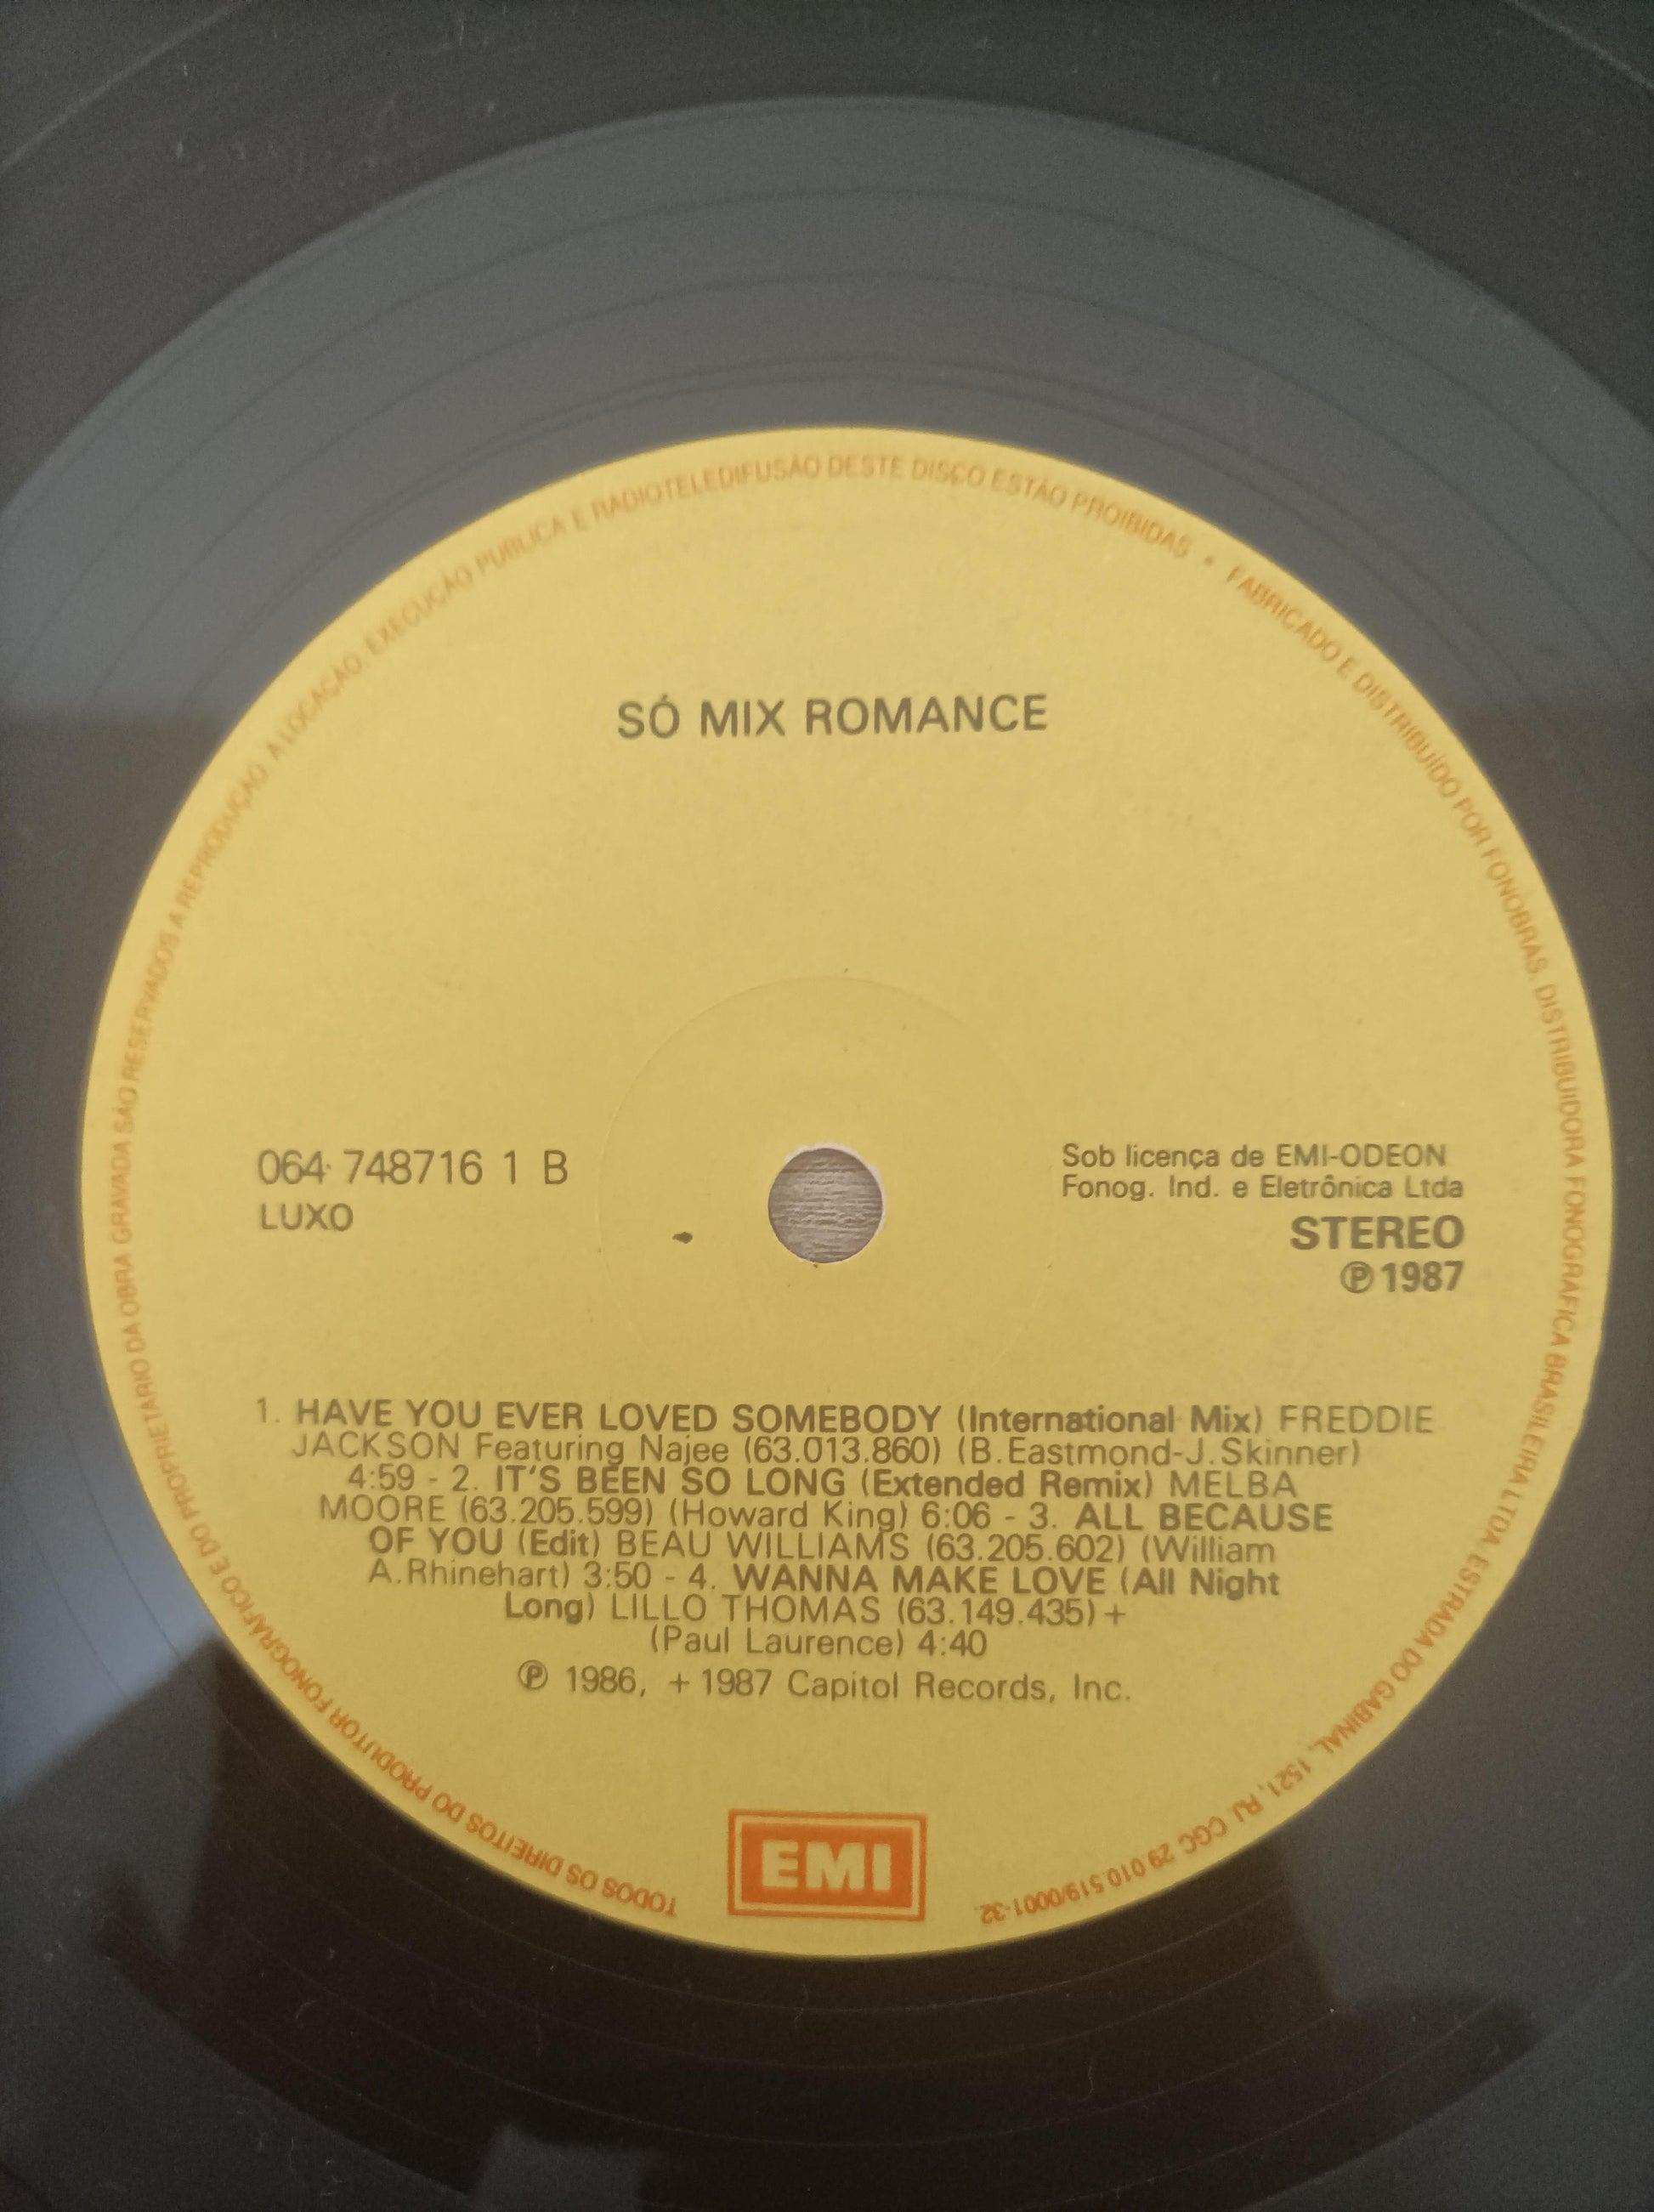 SÓ MIX ROMANCE
064 748716 1 B
LUXO
Sob licença de EMI-ODEON
Fonog. Ind. e Eletrônica Ltda
STEREO
Ⓟ 1987
1. HAVE YOU EVER LOVED SOMEBODY (International Mix) FREDDIE
JACKSON Featuring Najee (63.013.860) (B.Eastmond-J.Skinner)
4:59 - 2. IT'S BEEN SO LONG (Extended Remix) MELBA
MOORE (63.205.599) (Howard King) 6:06 - 3. ALL BECAUSE
OF YOU (Edit) BEAU WILLIAMS (63.205.602) (William
A.Rhinehart) 3:50 - 4. WANNA MAKE LOVE (All Night
Long) LILLO THOMAS (63.149.435)+
(Paul Laurence) 4:40
Ⓟ 1986, + 1987 Capitol Records, Inc.
EMI
TODOS OS DIREITOS DO PRODUTOR FONOGRÁFICO E DO PROPRIETÁRIO DA OBRA GRAVADA SÃO RESERVADOS A REPRODUÇÃO. A LOCAÇÃO. EXECUÇÃO PÚBLICA E RADIOTELEDIFUSÃO DESTE DISCO ESTÃO PROIBIDAS • FABRICADO E DISTRIBUÍDO POR FONOBRAS, DISTRIBUIDORA FONOGRÁFICA BRASILEIRA LTDA. ESTRADA DO GABINAL, 1521, RJ. CGC 29.010.519/0001-32